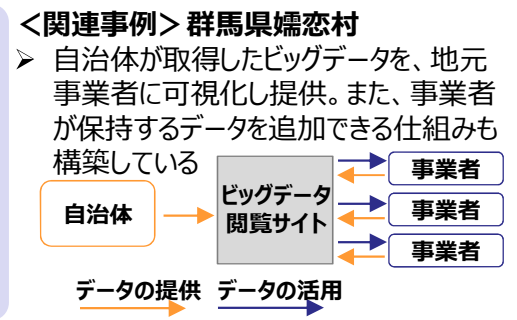 ＜関連事例＞群馬県嬬恋村
➢ 自治体が取得したビッグデータを、地元
事業者に可視化し提供。また、事業者
が保持するデータを追加できる仕組みも
構築している
自治体
ビッグデータ
閲覧サイト
事業者
事業者
事業者
データの提供 データの活用